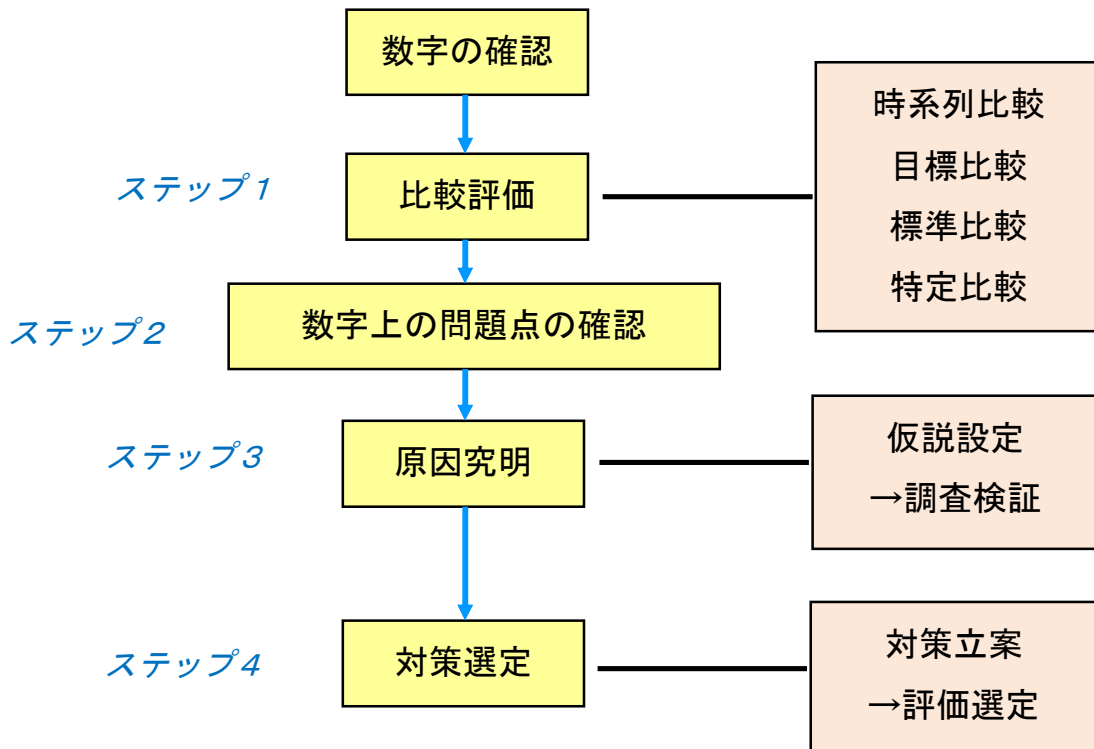 数字の確認
時系列比較
目標比較
標準比較
特定比較
ステップ1
比較評価
ステップ2
数字上の問題点の確認
ステップ3
原因究明
仮説設定
→調査検証
ステップ4
対策選定
対策立案
→評価選定